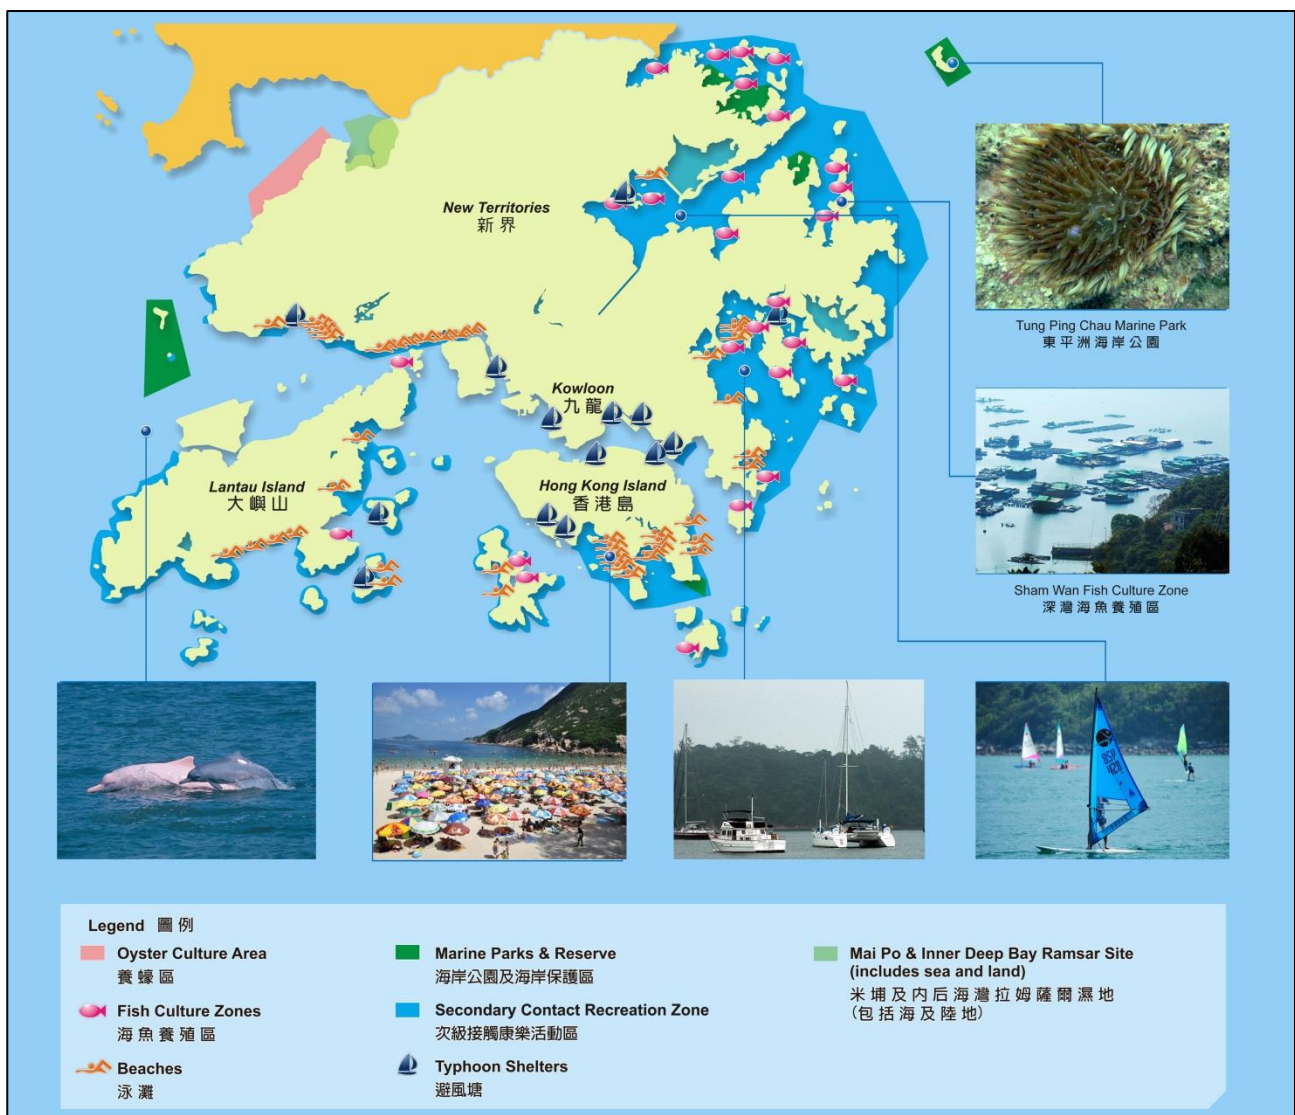 New Territories
新界
Kowloon
九龍
Lantau Island
大嶼山
Hong Kong Island
香港島
Tung Ping Chau Marine Park
東平洲海岸公園
Sham Wan Fish Culture Zone
深灣海魚養殖區
Legend 圖例
Oyster Culture Area
養蠔區
Fish Culture Zones
海魚養殖區
Beaches
泳灘
Marine Parks & Reserve
海岸公園及海岸保護區
Secondary Contact Recreation Zone
次級接觸康樂活動區
Typhoon Shelters
避風塘
Mai Po & Inner Deep Bay Ramsar Site
(includes sea and land)
米埔及内后海灣拉姆薩爾濕地
(包括海及陸地)